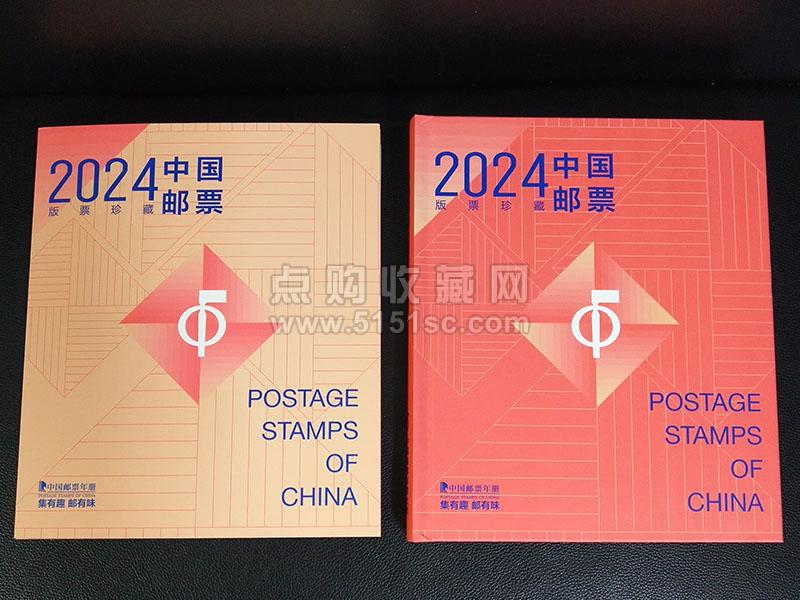 2024中国
邮票
版票珍藏
中国邮票年册
POSTAGE STAMPS OF CHINA
集有趣 邮有味
POSTAGE
STAMPS
OF
CHINA
2024中国
邮票
版票珍藏
中国邮票年册
POSTAGE STAMPS OF CHINA
集有趣 邮有味
POSTAGE
STAMPS
OF
CHINA
点购收藏网
www.5151sc.com